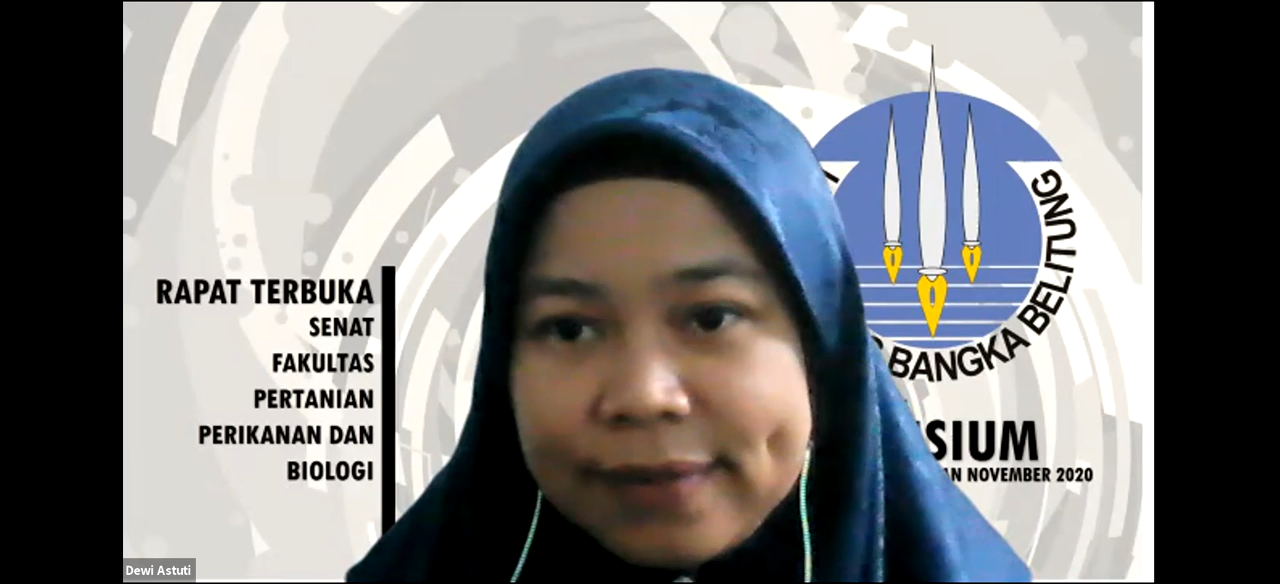 RAPAT TERBUKA
SENAT
FAKULTAS
PERTANIAN
PERIKANAN DAN
BIOLOGI
BANGKA BELITUNG
SIUM
NOVEMBER 2020
Dewi Astuti